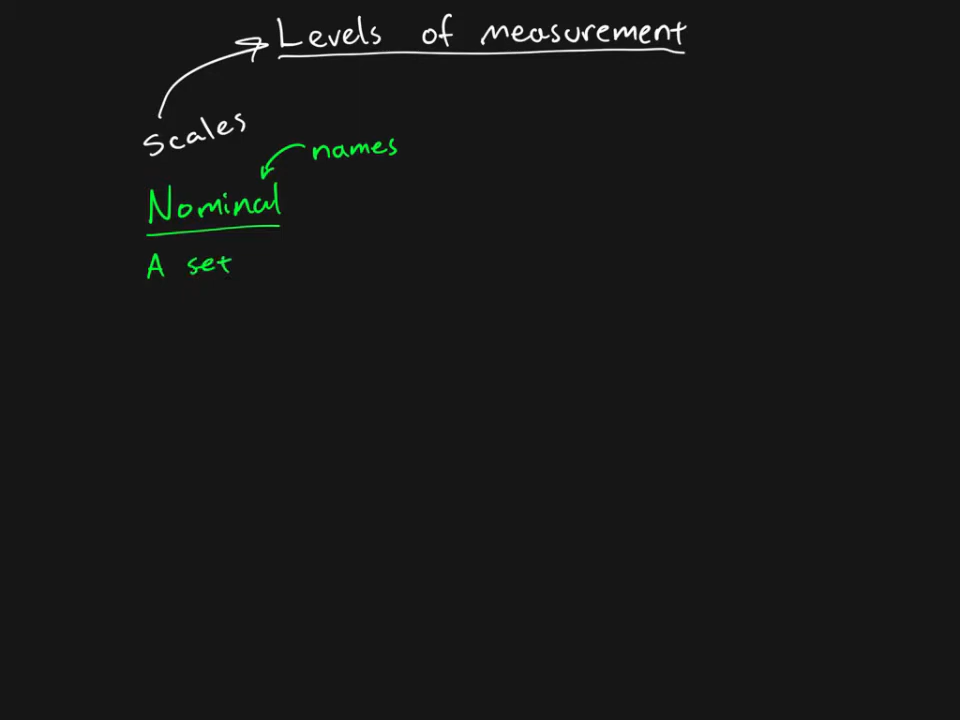 Levels of measurement
Scales
names
Nominal
A set